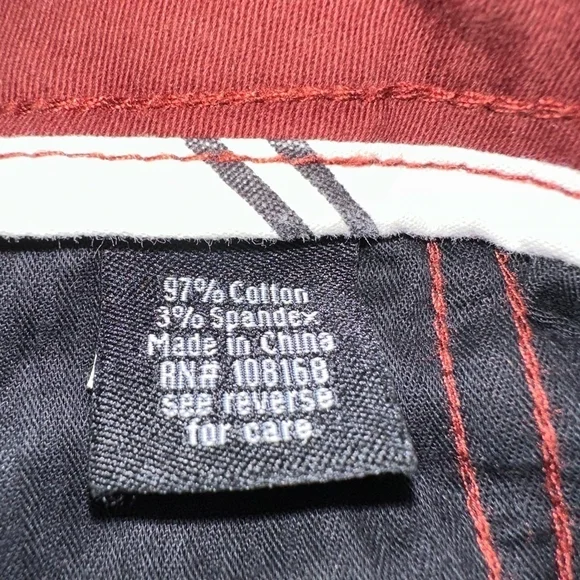 97% Cotton
3% Spandex
Made in China
RN# 108168
see reverse
for care.